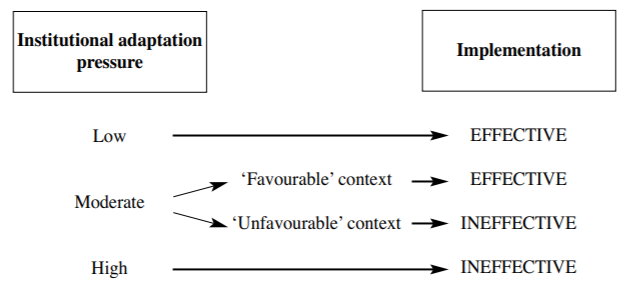 Institutional adaptation
pressure
Implementation
Low
EFFECTIVE
Moderate
‘Favourable’ context
EFFECTIVE
‘Unfavourable’ context
INEFFECTIVE
High
INEFFECTIVE